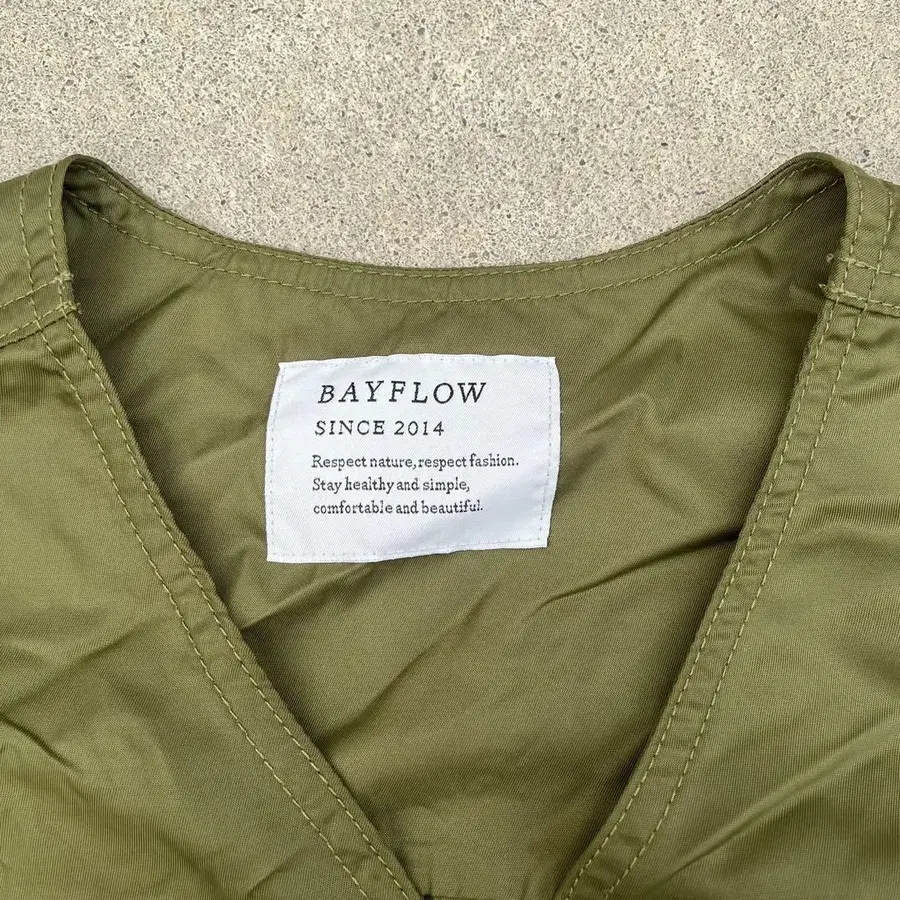 BAYFLOW
SINCE 2014
Respect nature, respect fashion.
Stay healthy and simple,
comfortable and beautiful.